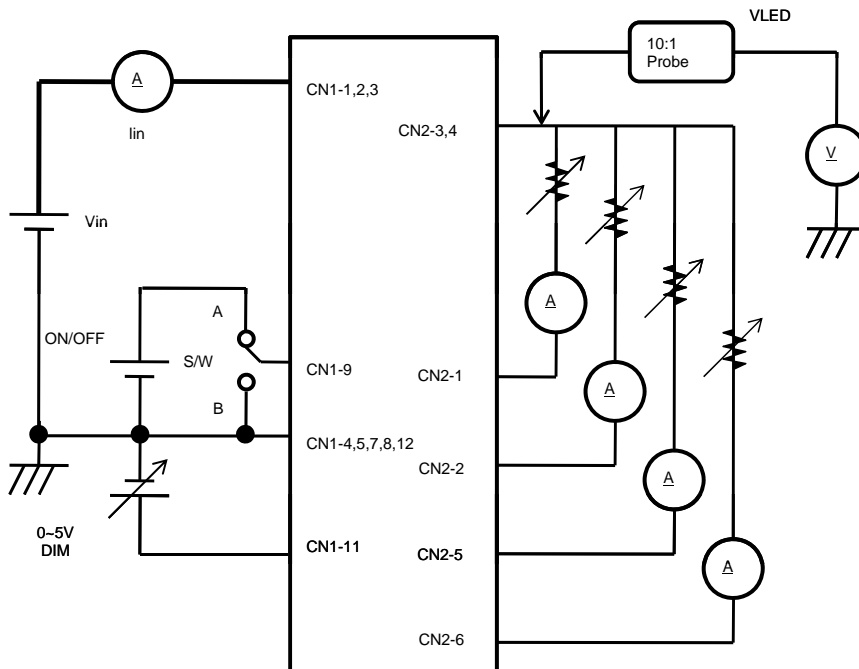 VLED
10:1
Probe
A
CN1-1,2,3
Iin
CN2-3,4
V
Vin
A
A
ON/OFF
S/W
CN1-9
CN2-1
A
B
CN1-4,5,7,8,12
CN2-2
A
0~5V
DIM
CN1-11
CN2-5
A
CN2-6